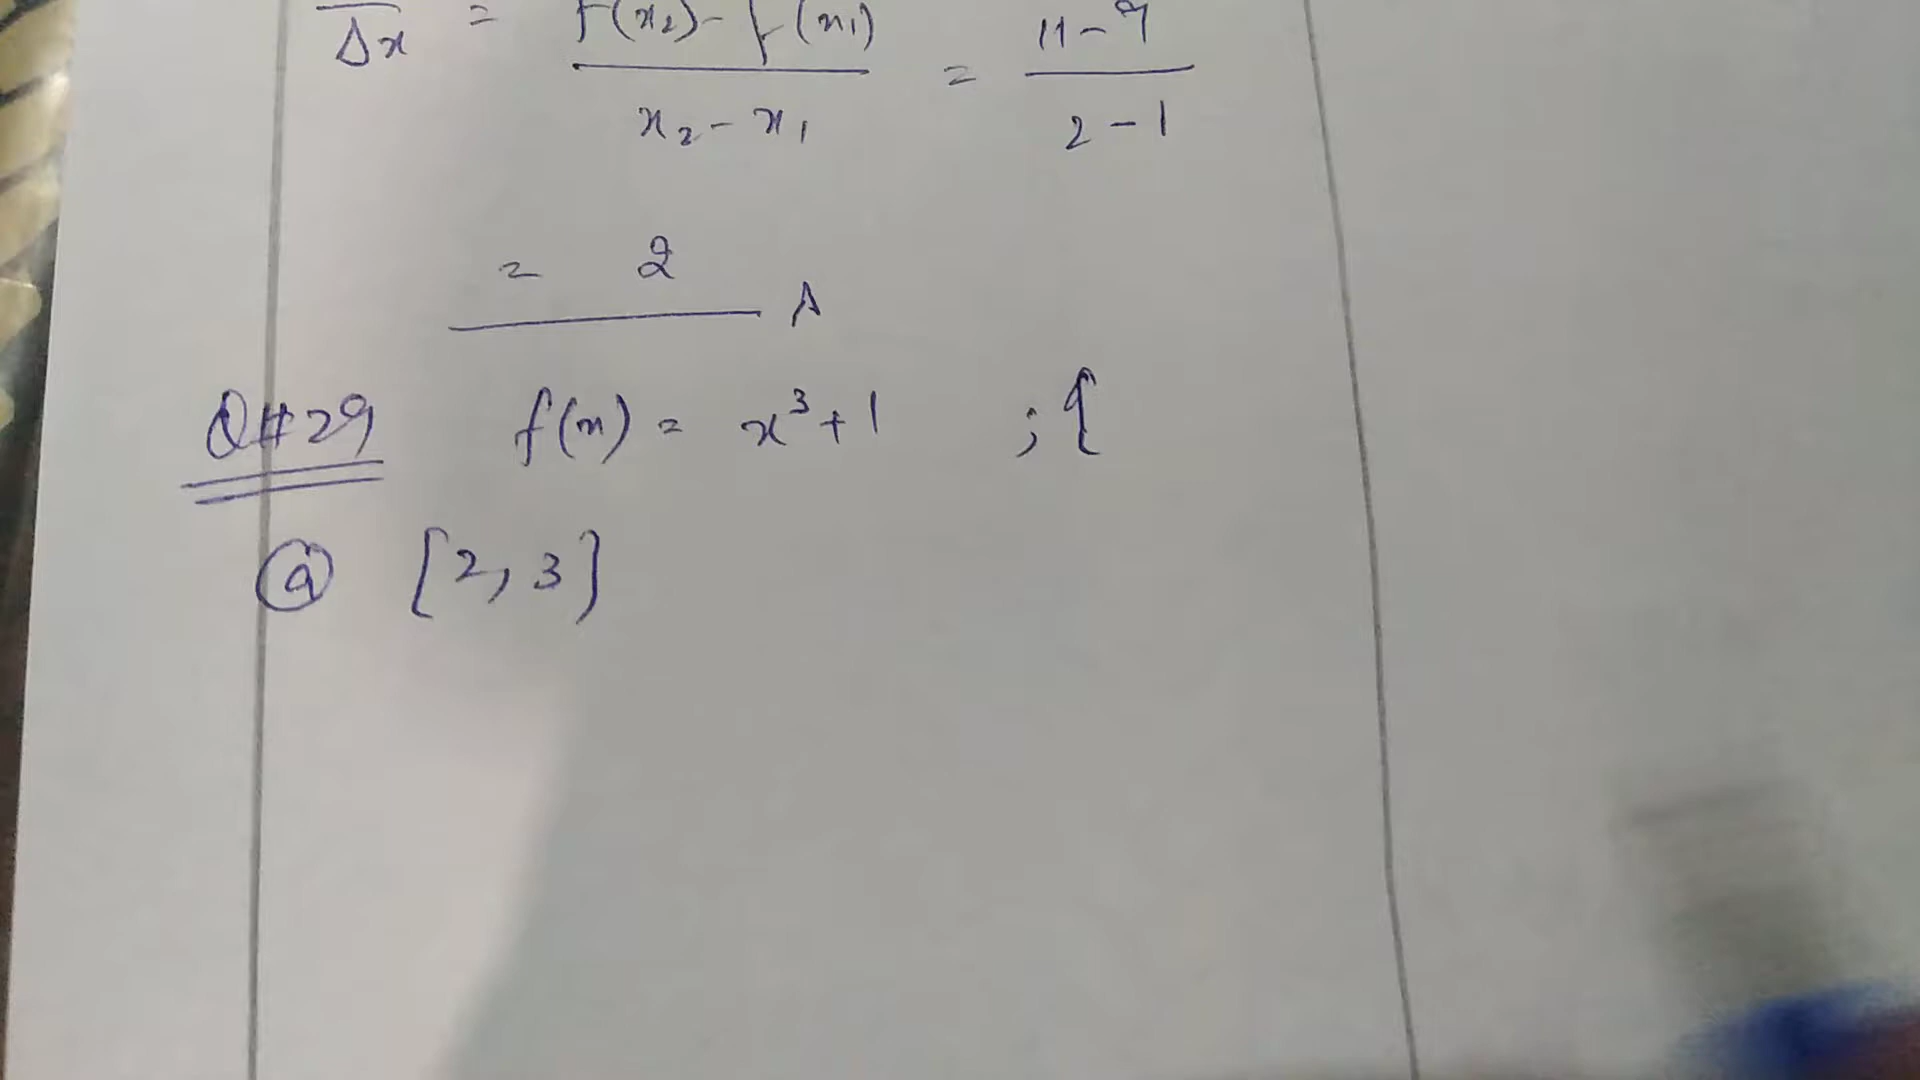 Δx = f(x₂) - f(x₁) / x₂ - x₁ = 11 - 9 / 2 - 1
= 2 A
Q#29 f(x) = x³+1 ; {
ⓐ [2, 3]